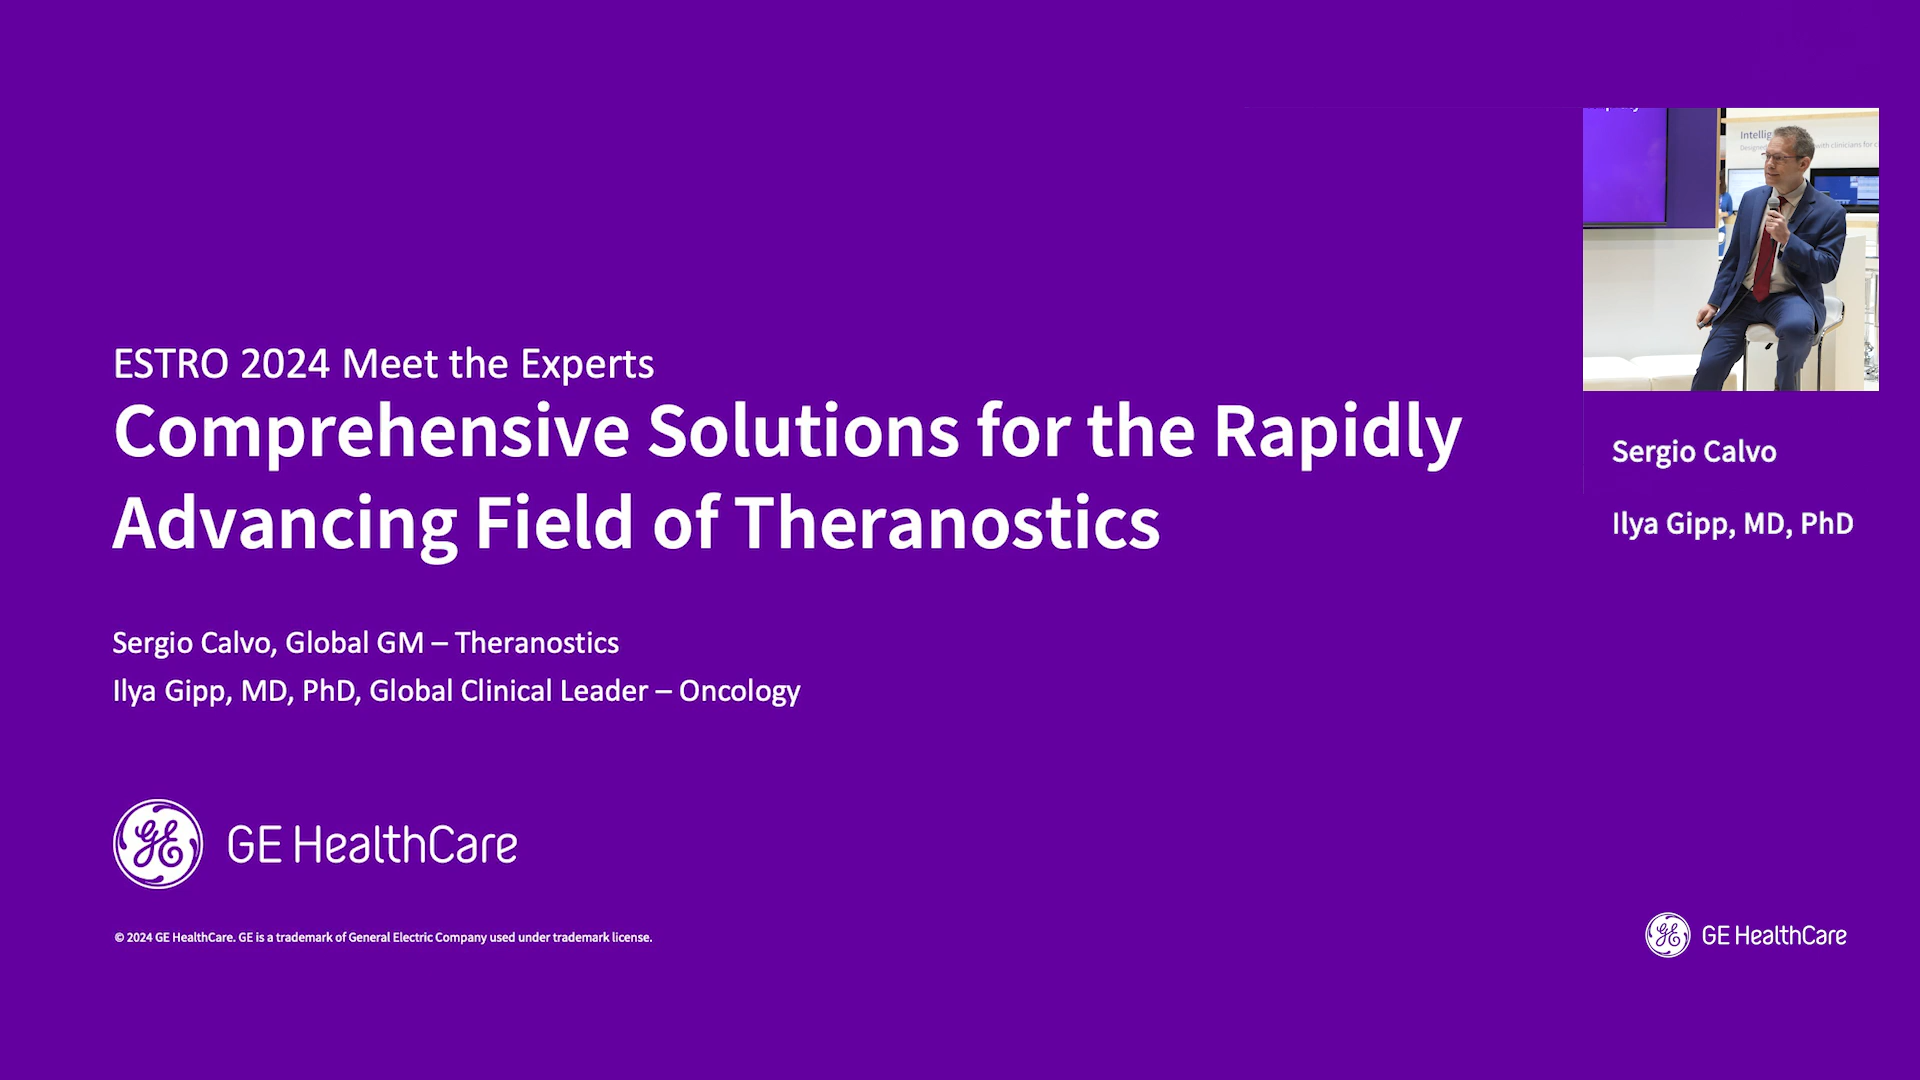 ESTRO 2024 Meet the Experts
Comprehensive Solutions for the Rapidly
Advancing Field of Theranostics
Sergio Calvo, Global GM – Theranostics
Ilya Gipp, MD, PhD, Global Clinical Leader – Oncology
GE HealthCare
© 2024 GE HealthCare. GE is a trademark of General Electric Company used under trademark license.
Sergio Calvo
Ilya Gipp, MD, PhD
GE HealthCare